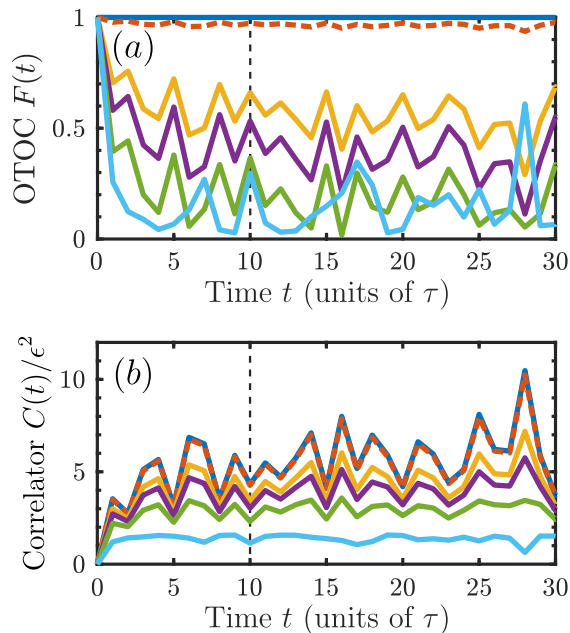 1
(a)
0.5
OTOC F(t)
0
0 5 10 15 20 25 30
Time t (units of τ)
(b)
10
5
Correlator C(t)/ϵ²
0
0 5 10 15 20 25 30
Time t (units of τ)